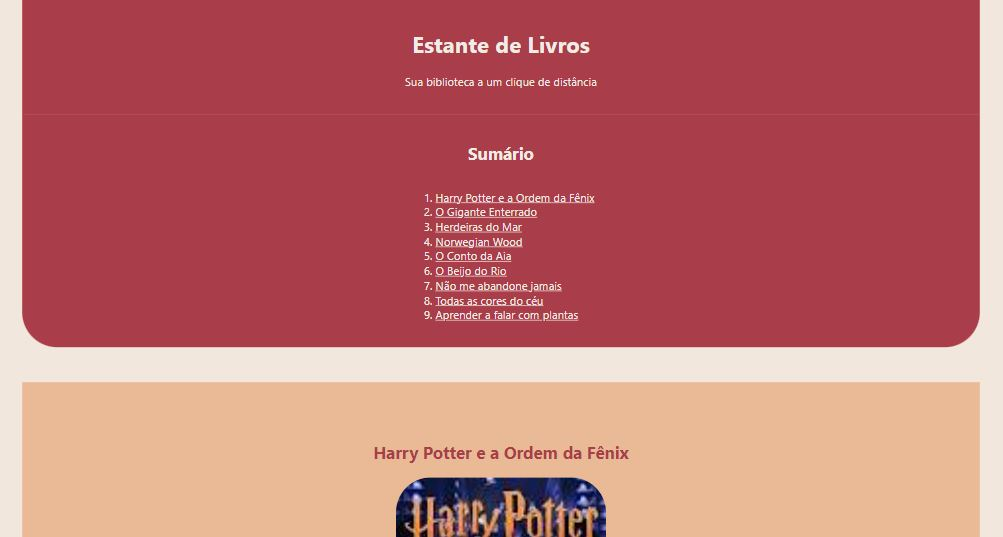 Estante de Livros
Sua biblioteca a um clique de distância
Sumário
1. Harry Potter e a Ordem da Fênix
2. O Gigante Enterrado
3. Herdeiras do Mar
4. Norwegian Wood
5. O Conto da Aia
6. O Beijo do Rio
7. Não me abandone jamais
8. Todas as cores do céu
9. Aprender a falar com plantas
Harry Potter e a Ordem da Fênix
Harry Potter